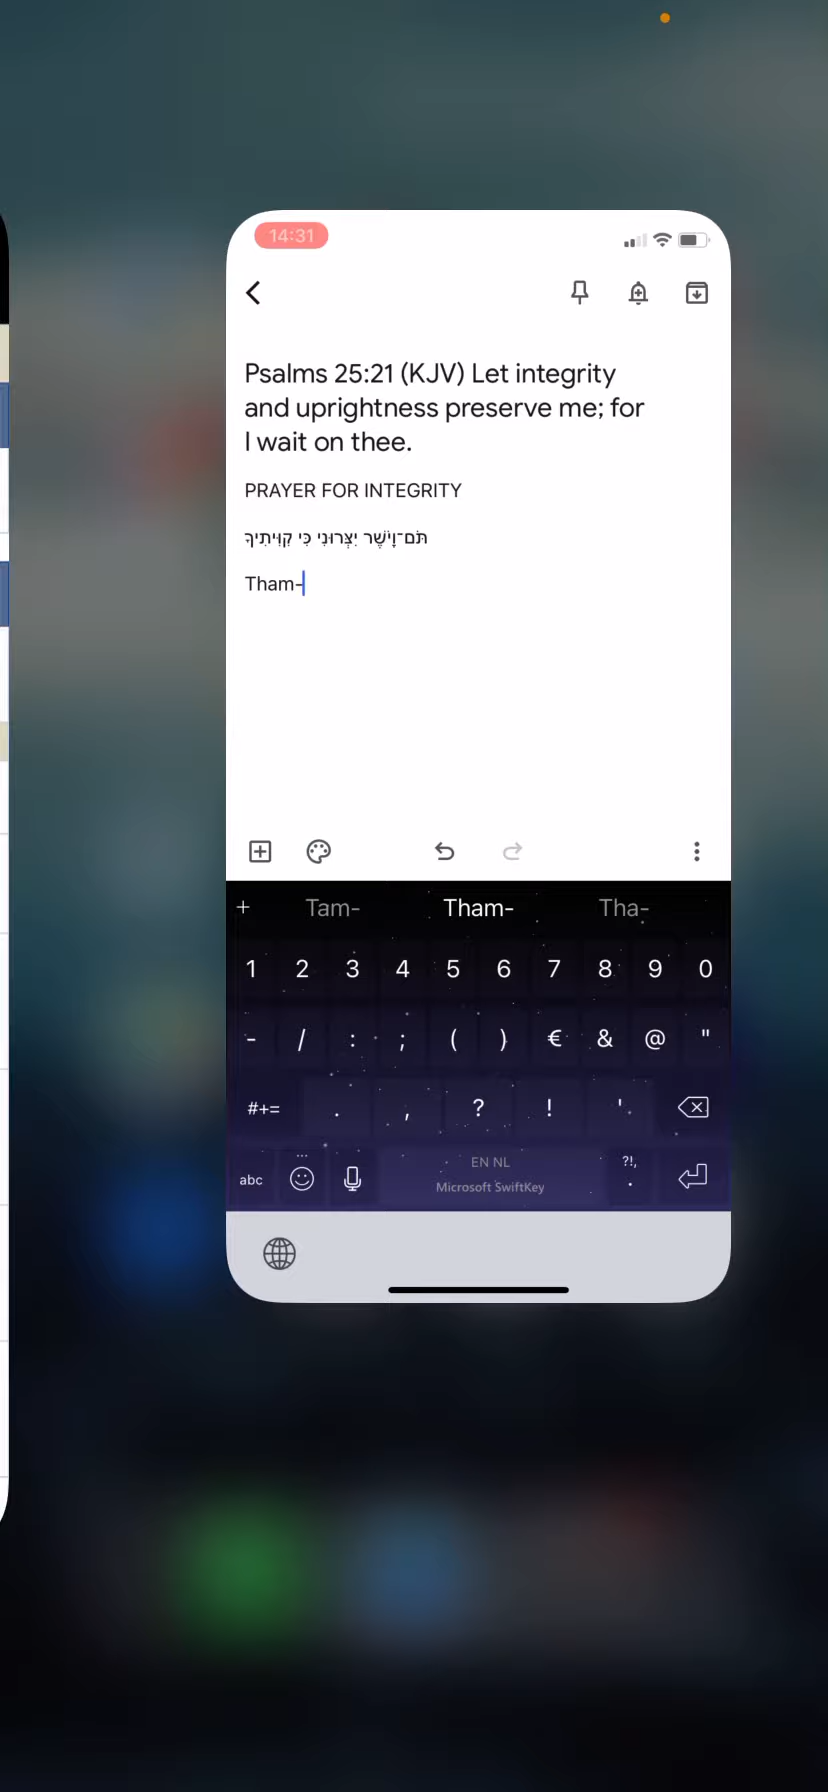 14:31
Psalms 25:21 (KJV) Let integrity
and uprightness preserve me; for
I wait on thee.
PRAYER FOR INTEGRITY
תֹּם־וָיֹשֶׁר יִצְּרוּנִי כִּי קִוִּיתִיךָ
Tham-
+ Tam- Tham- Tha-
1 2 3 4 5 6 7 8 9 0
- / : ; ( ) € & @ "
#+= . , ? ! '
abc EN NL ?!,
Microsoft SwiftKey .